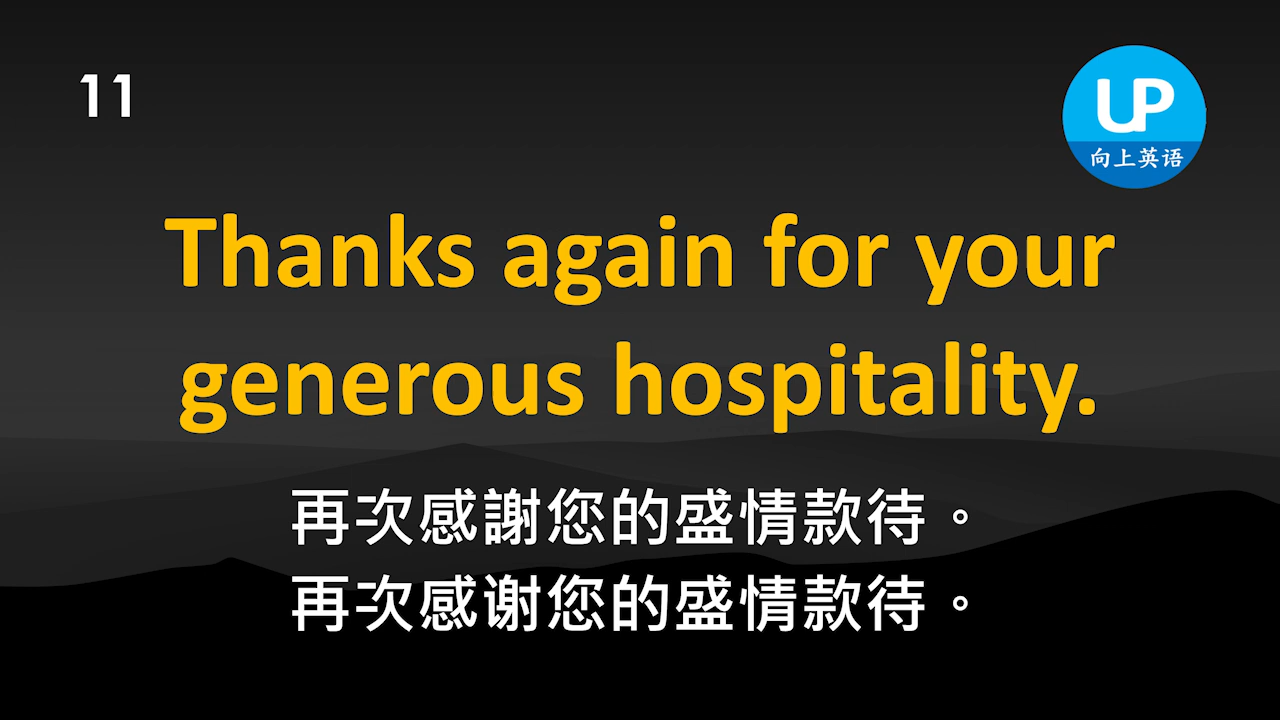 11
UP
向上英语
Thanks again for your
generous hospitality.
再次感謝您的盛情款待。
再次感谢您的盛情款待。